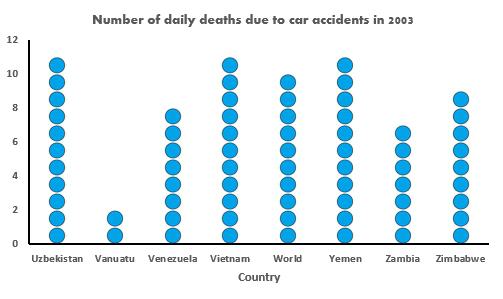 Number of daily deaths due to car accidents in 2003
12
10
8
6
4
2
0
Uzbekistan Vanuatu Venezuela Vietnam World Yemen Zambia Zimbabwe
Country